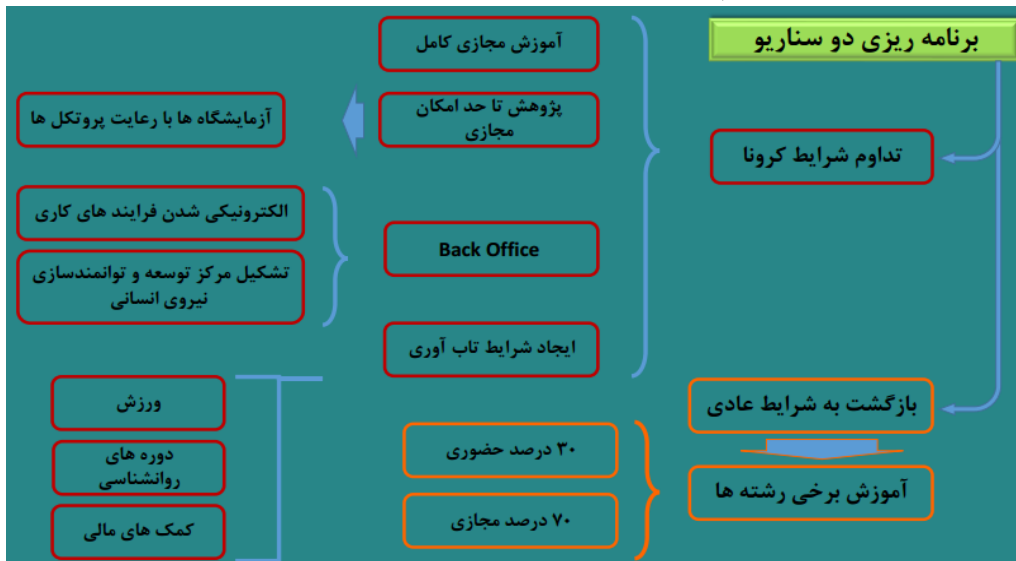 برنامه ریزی دو سناریو
تداوم شرایط کرونا
آموزش مجازی کامل
پژوهش تا حد امکان
مجازی
آزمایشگاه ها با رعایت پروتکل ها
Back Office
الکترونیکی شدن فرایند های کاری
تشکیل مرکز توسعه و توانمندسازی
نیروی انسانی
ایجاد شرایط تاب آوری
ورزش
دوره های
روانشناسی
کمک های مالی
بازگشت به شرایط عادی
آموزش برخی رشته ها
۳۰ درصد حضوری
۷۰ درصد مجازی